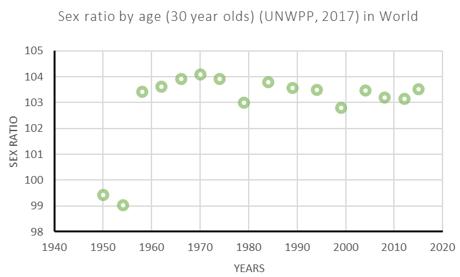 Sex ratio by age (30 year olds) (UNWPP, 2017) in World
105
104
103
102
101
100
99
98
SEX RATIO
1940 1950 1960 1970 1980 1990 2000 2010 2020
YEARS